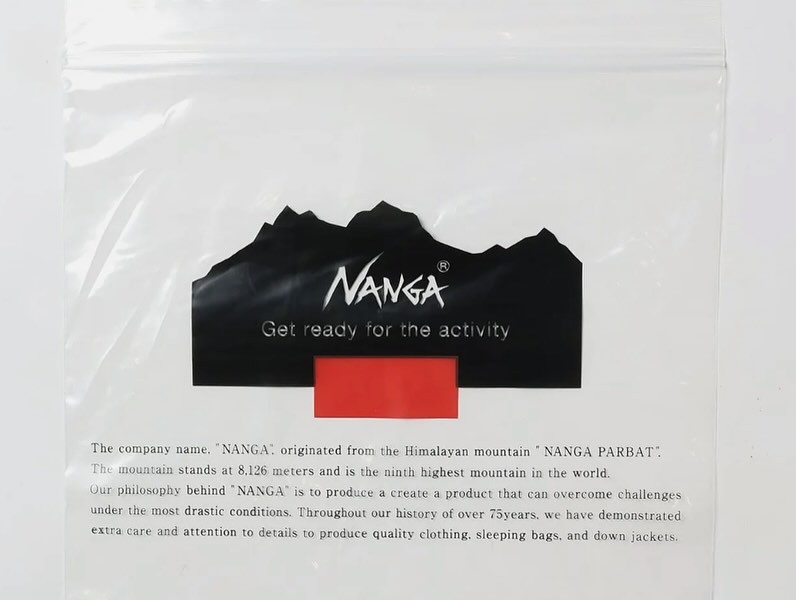 NANGA®
Get ready for the activity
The company name, "NANGA", originated from the Himalayan mountain " NANGA PARBAT".
The mountain stands at 8,126 meters and is the ninth highest mountain in the world.
Our philosophy behind "NANGA" is to produce a create a product that can overcome challenges
under the most drastic conditions. Throughout our history of over 75years, we have demonstrated
extra care and attention to details to produce quality clothing, sleeping bags, and down jackets.